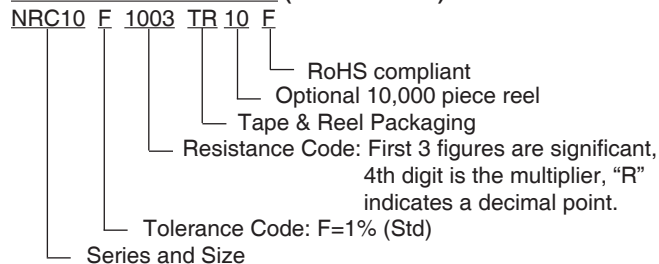 NRC10 F 1003 TR 10 F
RoHS compliant
Optional 10,000 piece reel
Tape & Reel Packaging
Resistance Code: First 3 figures are significant,
4th digit is the multiplier, “R”
indicates a decimal point.
Tolerance Code: F=1% (Std)
Series and Size